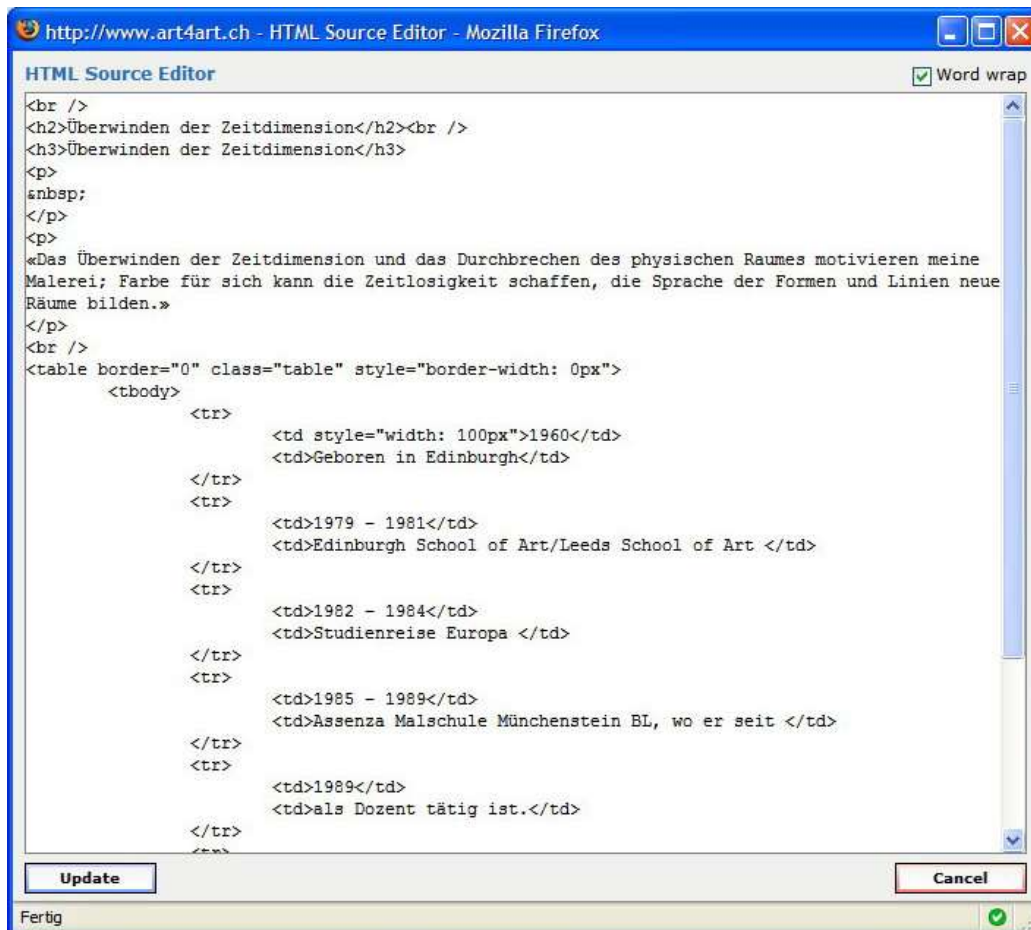 http://www.art4art.ch - HTML Source Editor - Mozilla Firefox
HTML Source Editor
Word wrap
<br />
<h2>Überwinden der Zeitdimension</h2><br />
<h3>Überwinden der Zeitdimension</h3>
<p>
&nbsp;
</p>
<p>
«Das Überwinden der Zeitdimension und das Durchbrechen des physischen Raumes motivieren meine
Malerei; Farbe für sich kann die Zeitlosigkeit schaffen, die Sprache der Formen und Linien neue
Räume bilden.»
</p>
<br />
<table border="0" class="table" style="border-width: 0px">
<tbody>
<tr>
<td style="width: 100px">1960</td>
<td>Geboren in Edinburgh</td>
</tr>
<tr>
<td>1979 - 1981</td>
<td>Edinburgh School of Art/Leeds School of Art </td>
</tr>
<tr>
<td>1982 - 1984</td>
<td>Studienreise Europa </td>
</tr>
<tr>
<td>1985 - 1989</td>
<td>Assenza Malschule Münchenstein BL, wo er seit </td>
</tr>
<tr>
<td>1989</td>
<td>als Dozent tätig ist.</td>
</tr>
<tr>
Update
Cancel
Fertig